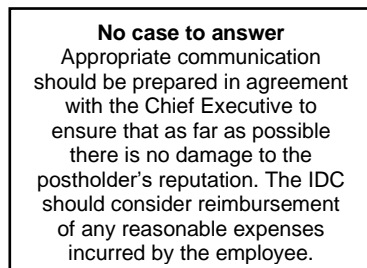 No case to answer
Appropriate communication
should be prepared in agreement
with the Chief Executive to
ensure that as far as possible
there is no damage to the
postholder's reputation. The IDC
should consider reimbursement
of any reasonable expenses
incurred by the employee.